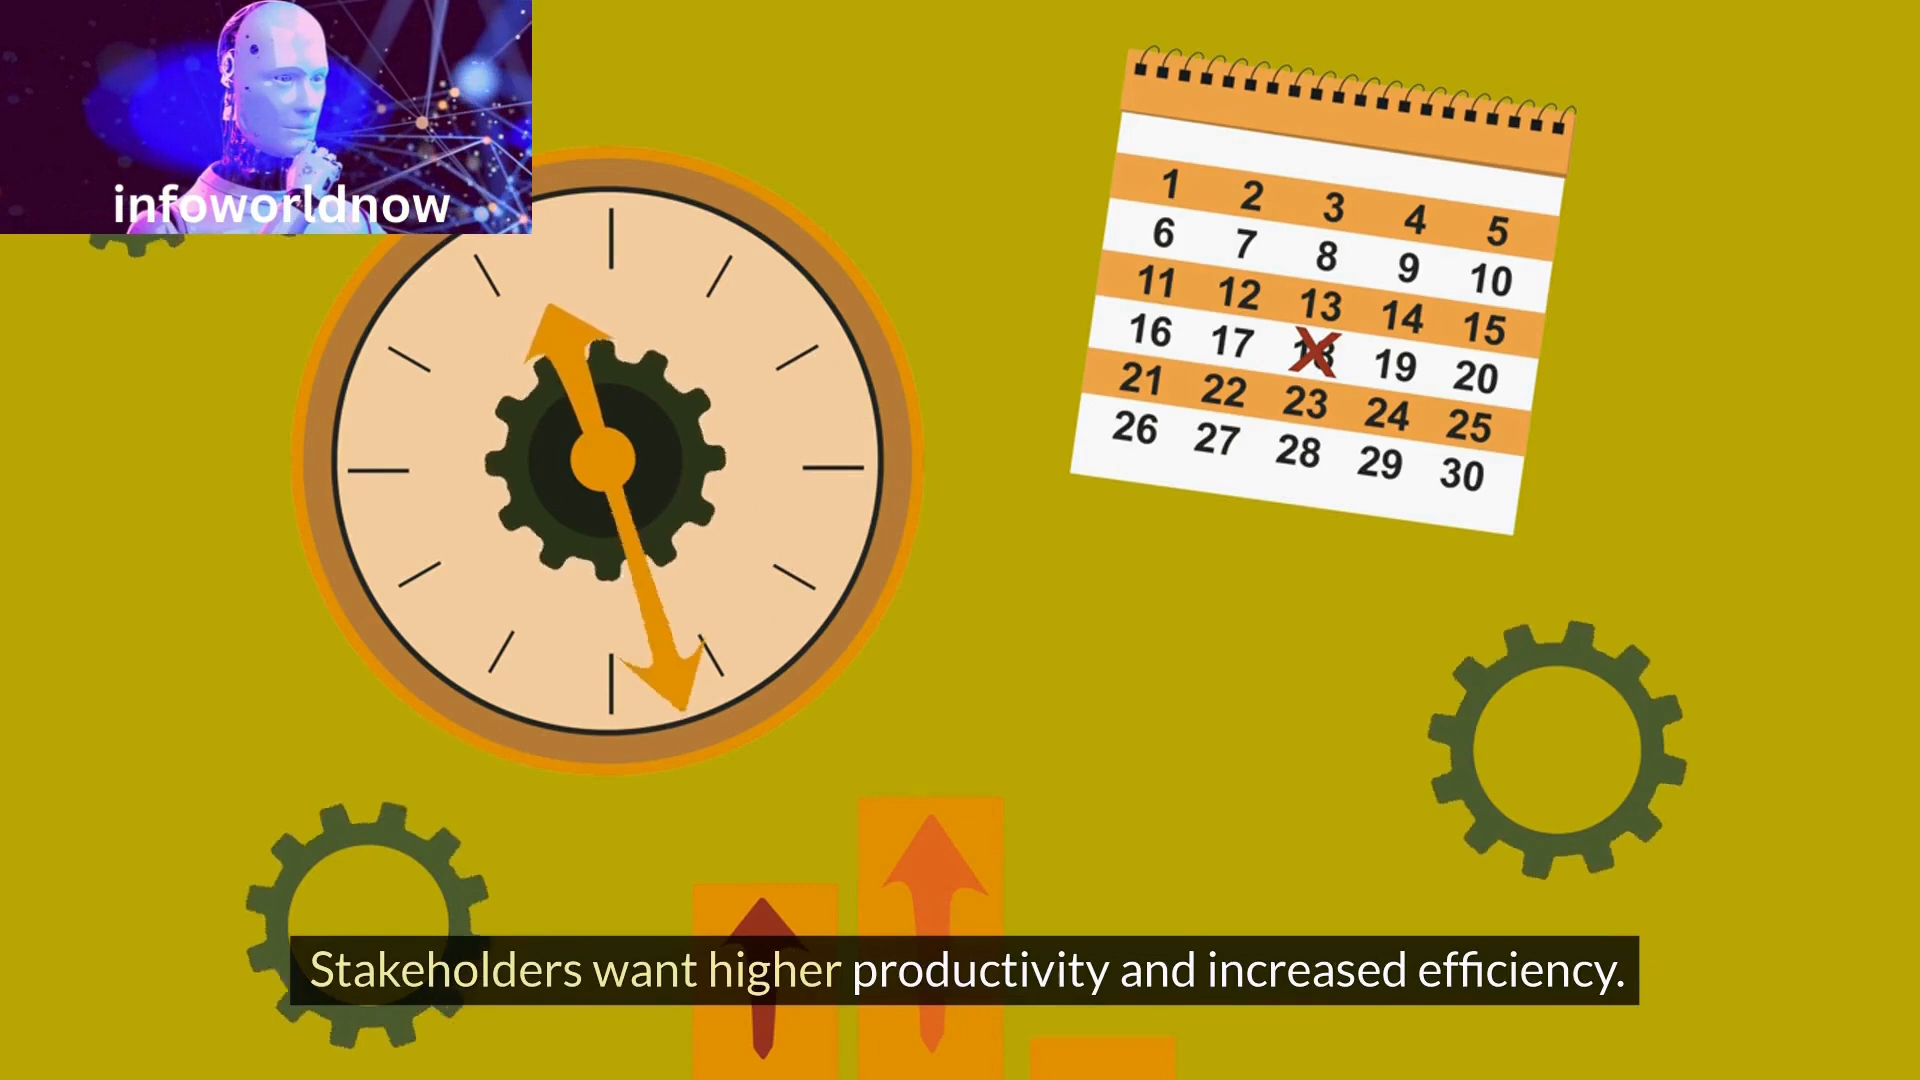 infoworldnow
1 2 3 4 5
6 7 8 9 10
11 12 13 14 15
16 17 18 19 20
21 22 23 24 25
26 27 28 29 30
Stakeholders want higher productivity and increased efficiency.